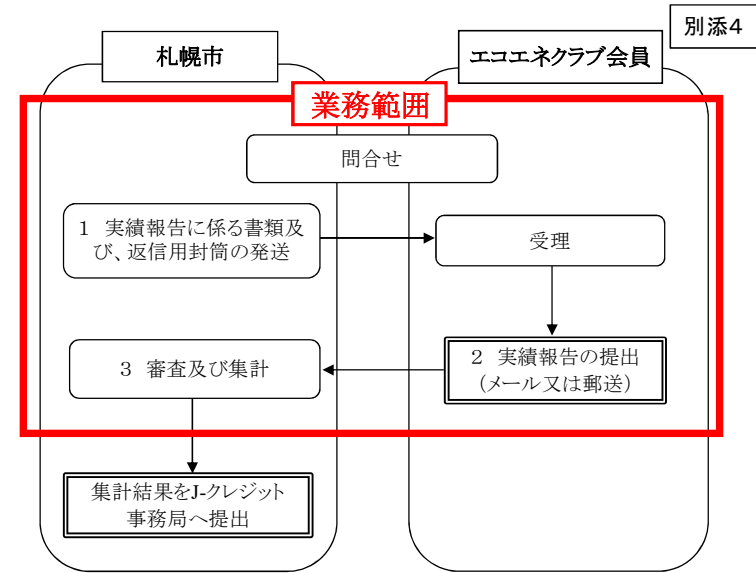 別添４
札幌市
エコエネクラブ会員
業務範囲
問合せ
１ 実績報告に係る書類及
び、返信用封筒の発送
受理
２ 実績報告の提出
（メール又は郵送）
３ 審査及び集計
集計結果をJ-クレジット
事務局へ提出